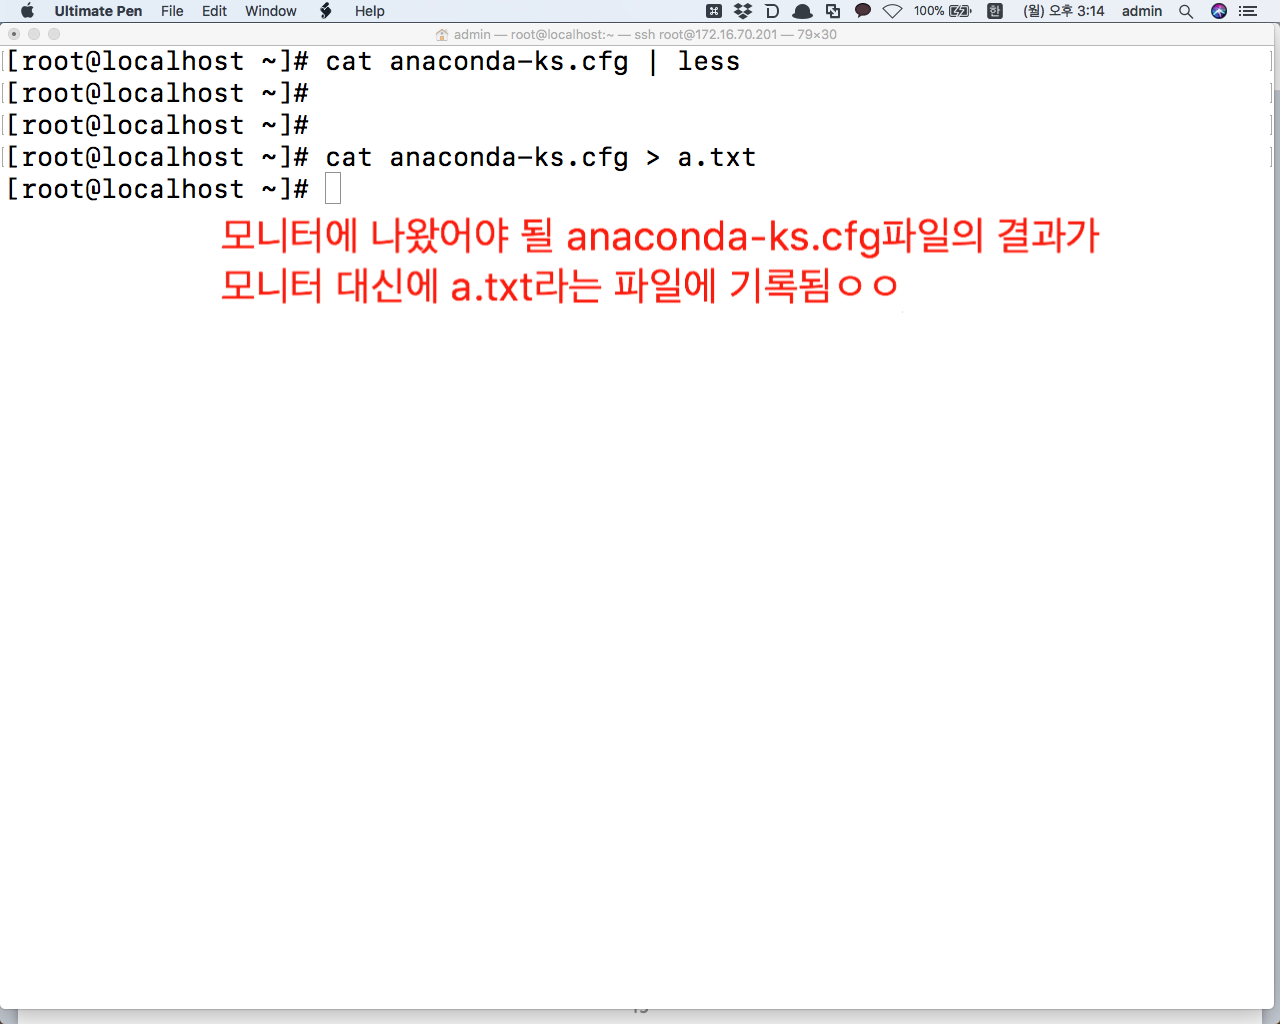 Ultimate Pen File Edit Window Help 100% 한 (월) 오후 3:14 admin
admin — root@localhost:~ — ssh root@172.16.70.201 — 79×30
[root@localhost ~]# cat anaconda-ks.cfg | less
[root@localhost ~]#
[root@localhost ~]#
[root@localhost ~]# cat anaconda-ks.cfg > a.txt
[root@localhost ~]#
모니터에 나왔어야 될 anaconda-ks.cfg파일의 결과가
모니터 대신에 a.txt라는 파일에 기록됨ㅇㅇ